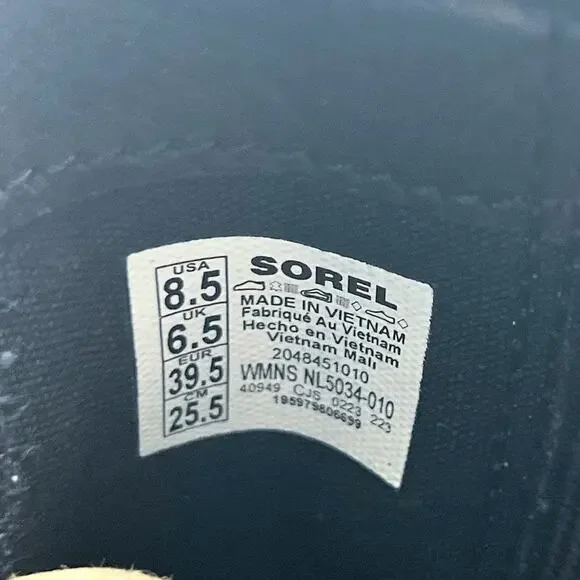 USA
8.5
UK
6.5
EUR
39.5
CM
25.5
SOREL
MADE IN VIETNAM
Fabriqué Au Vietnam
Hecho en Vietnam
Vietnam Malı
2048451010
WMNS NL5034-010
40949 CJS 0223 223
195979806699